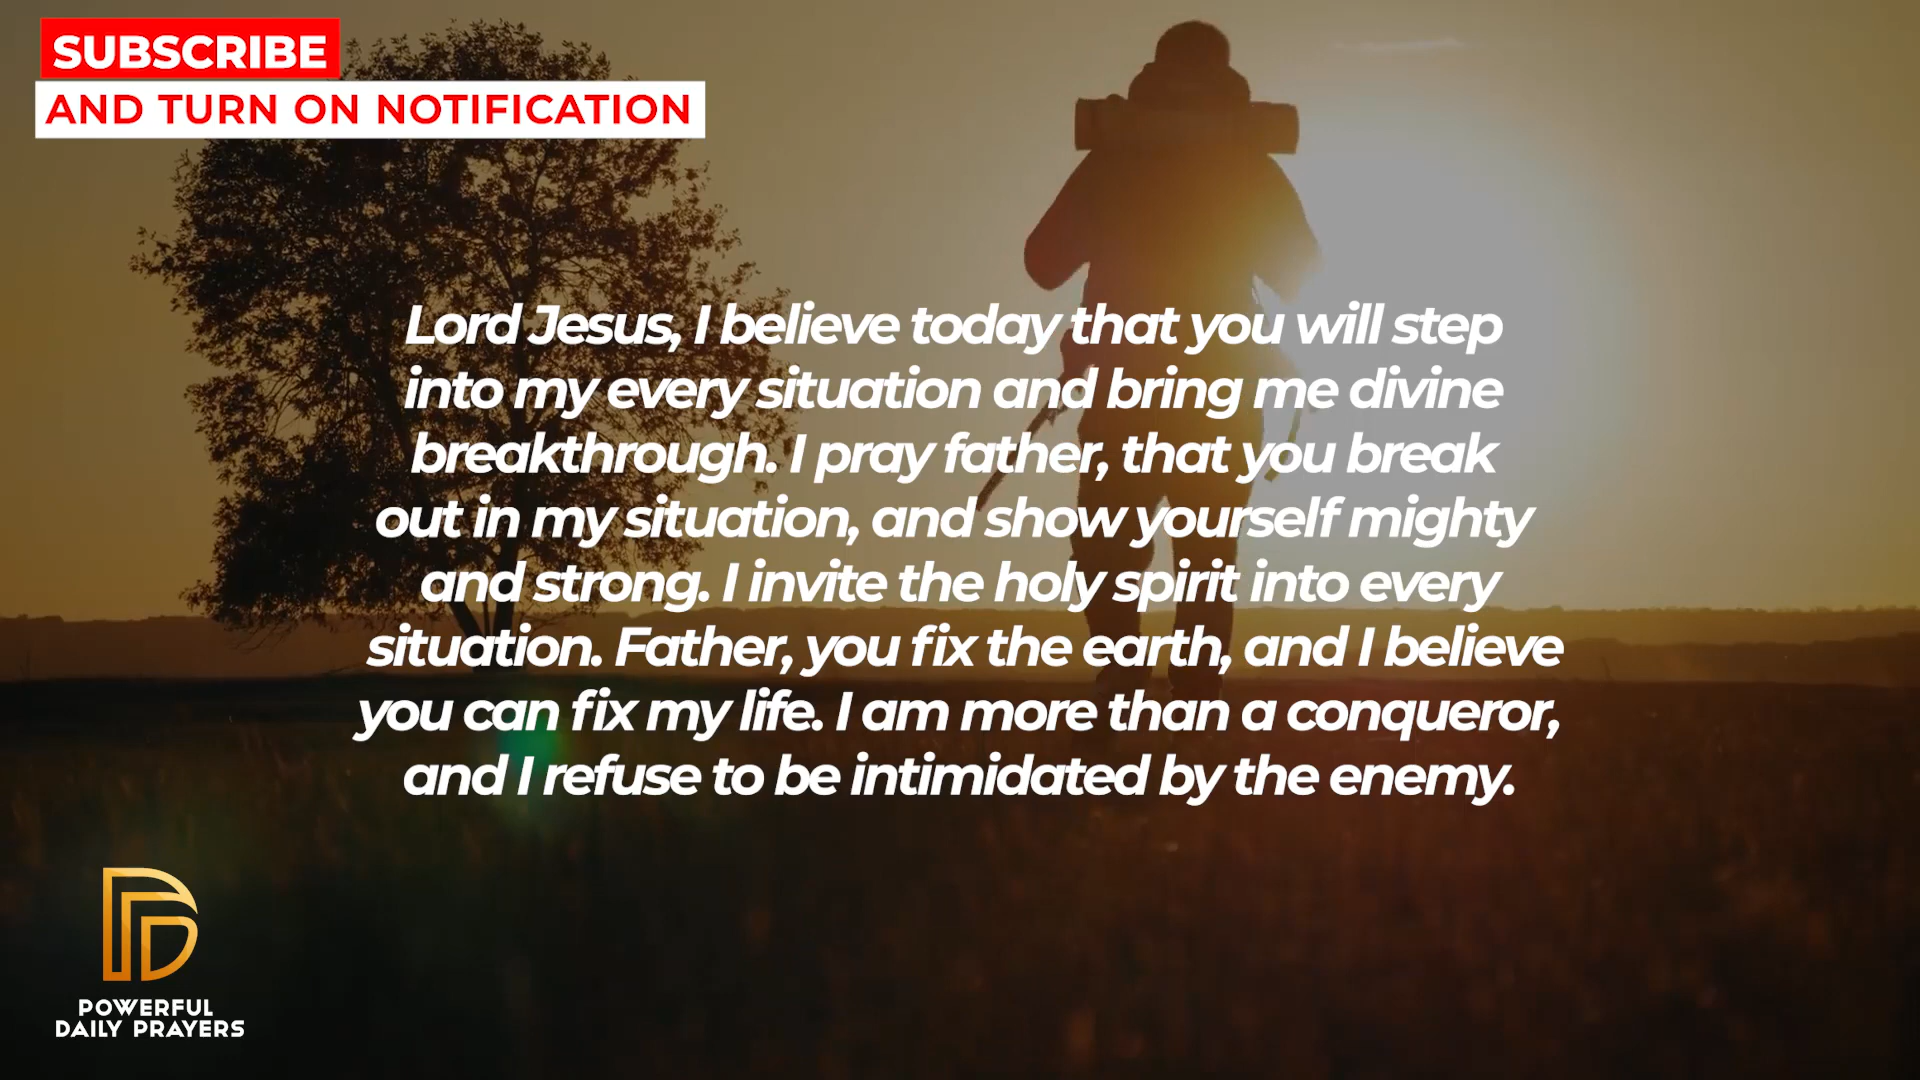 SUBSCRIBE
AND TURN ON NOTIFICATION
Lord Jesus, I believe today that you will step
into my every situation and bring me divine
breakthrough. I pray father, that you break
out in my situation, and show yourself mighty
and strong. I invite the holy spirit into every
situation. Father, you fix the earth, and I believe
you can fix my life. I am more than a conqueror,
and I refuse to be intimidated by the enemy.
POWERFUL
DAILY PRAYERS